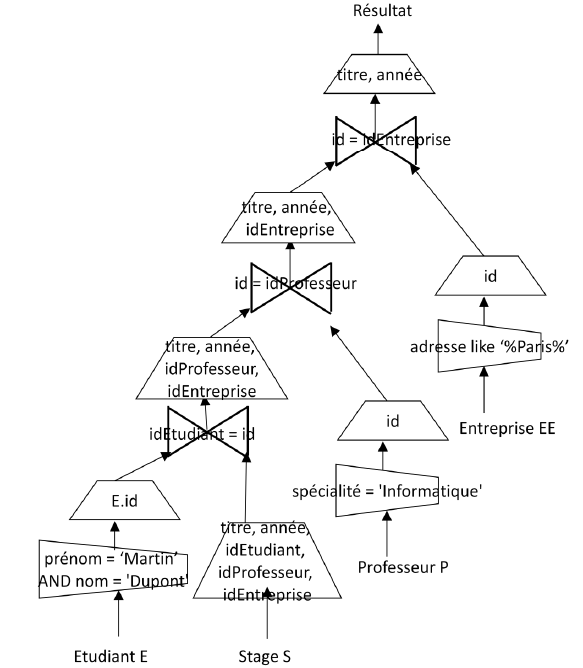 Résultat
titre, année
id = idEntreprise
titre, année,
idEntreprise
id = idProfesseur
id
adresse like ‘%Paris%’
Entreprise EE
titre, année,
idProfesseur,
idEntreprise
idEtudiant = id
id
spécialité = 'Informatique'
Professeur P
E.id
prénom = ‘Martin’
AND nom = 'Dupont'
Etudiant E
titre, année,
idEtudiant,
idProfesseur,
idEntreprise
Stage S